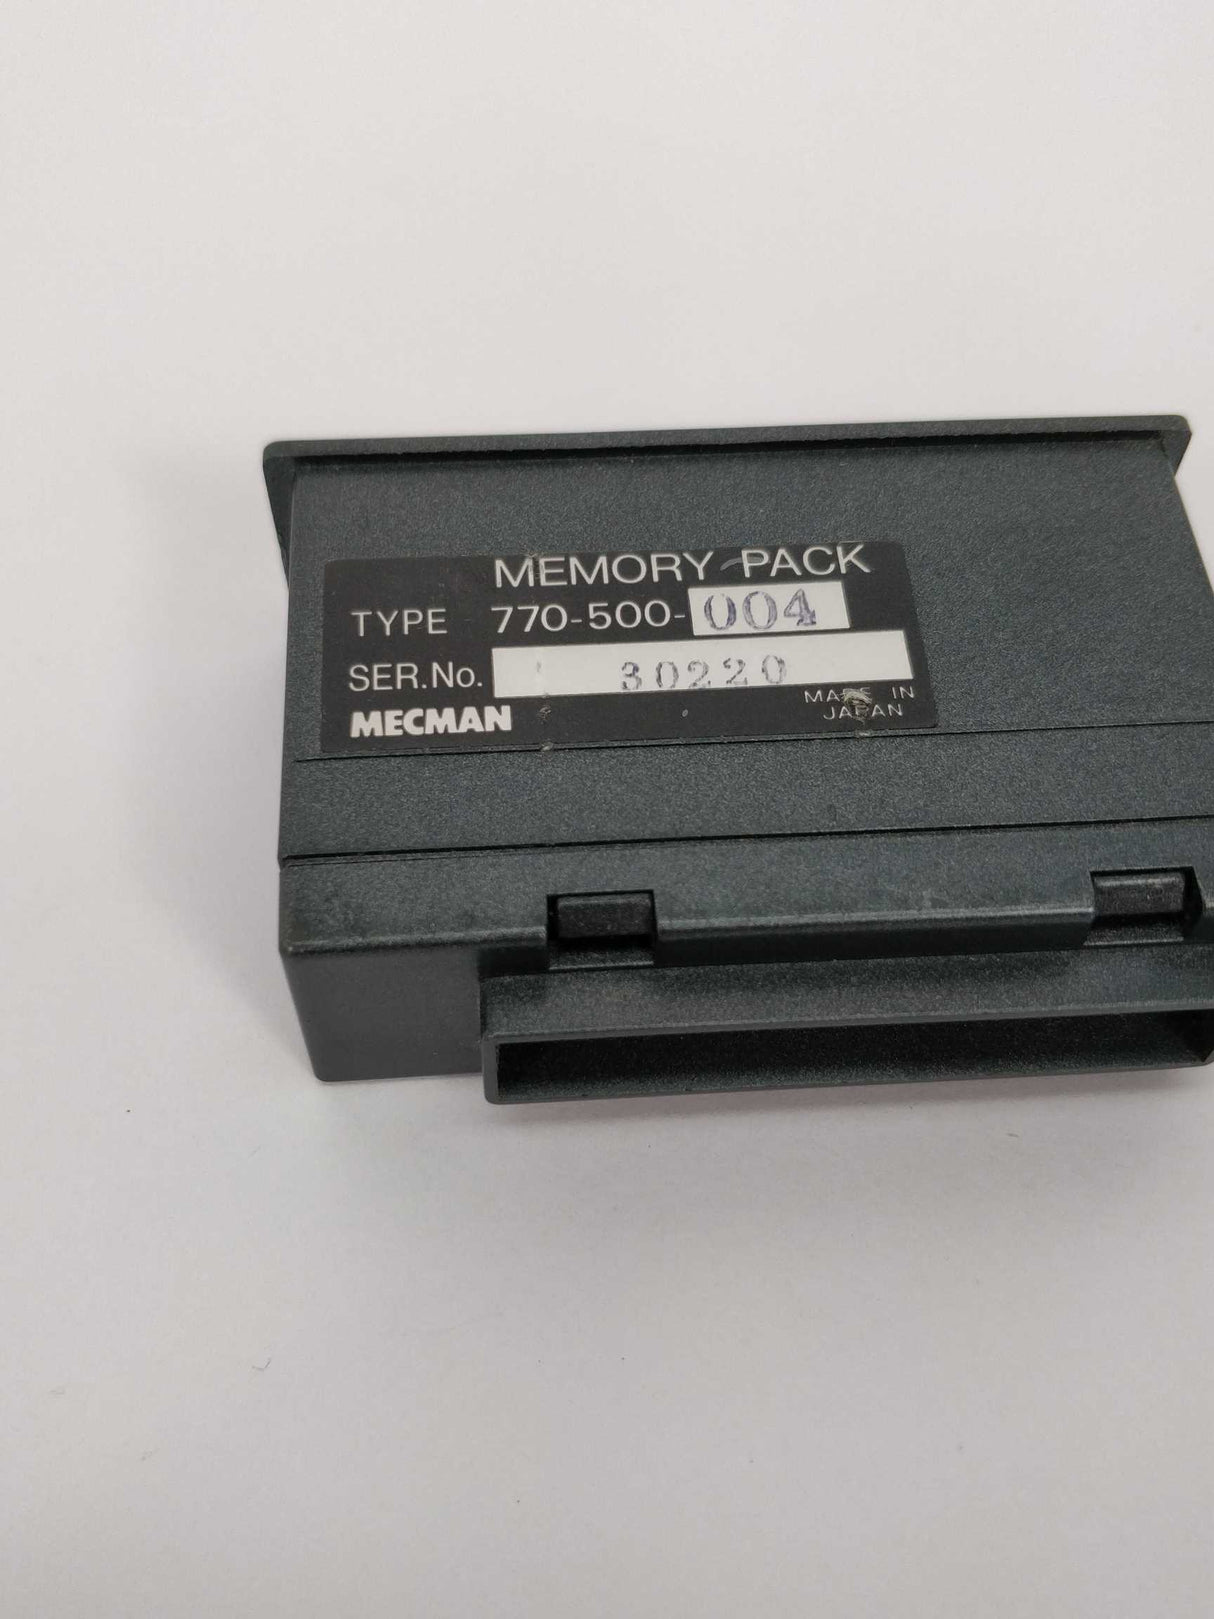 MEMORY PACK
TYPE 770-500-004
SER.No. 30220
MADE IN
JAPAN
MECMAN